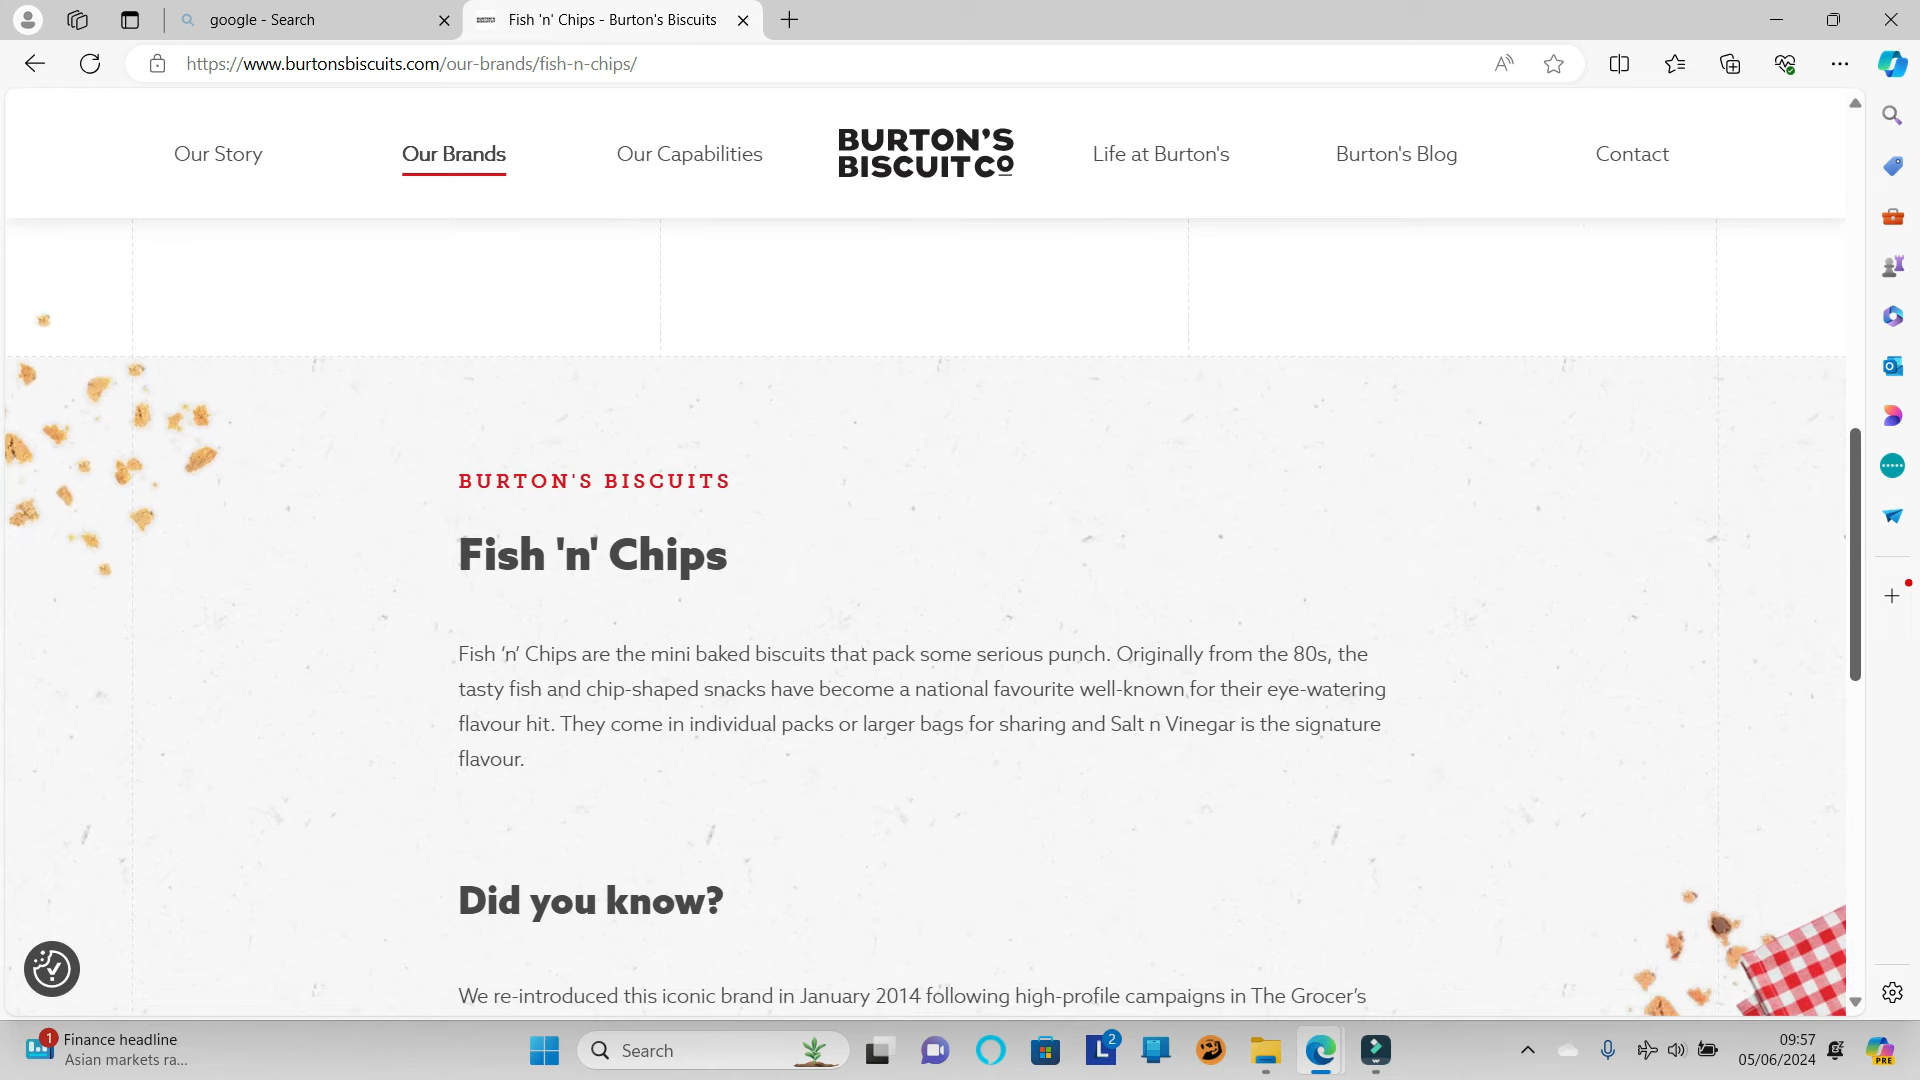 google - Search
Fish 'n' Chips - Burton's Biscuits
https://www.burtonsbiscuits.com/our-brands/fish-n-chips/
Our Story
Our Brands
Our Capabilities
BURTON'S
BISCUIT CO
Life at Burton's
Burton's Blog
Contact
BURTON'S BISCUITS
Fish 'n' Chips
Fish ‘n’ Chips are the mini baked biscuits that pack some serious punch. Originally from the 80s, the
tasty fish and chip-shaped snacks have become a national favourite well-known for their eye-watering
flavour hit. They come in individual packs or larger bags for sharing and Salt n Vinegar is the signature
flavour.
Did you know?
We re-introduced this iconic brand in January 2014 following high-profile campaigns in The Grocer’s
1
Finance headline
Asian markets ra...
Search
L
2
09:57
05/06/2024
PRE